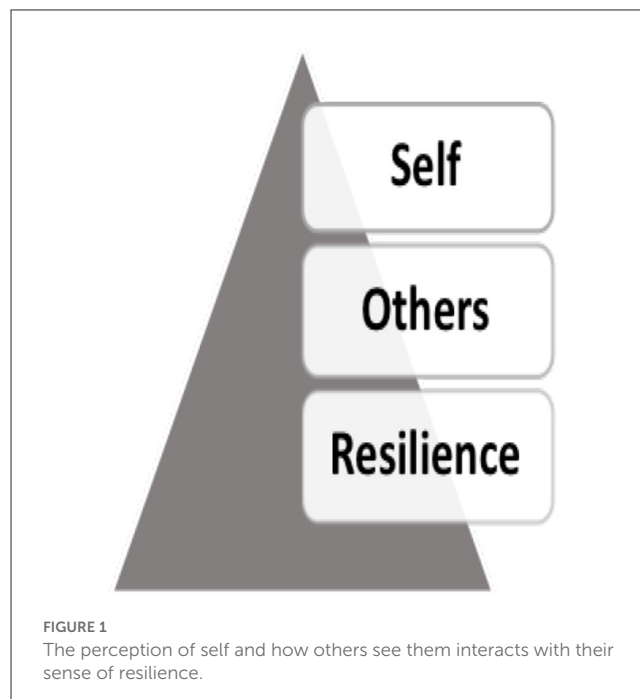 Self
Others
Resilience
FIGURE 1
The perception of self and how others see them interacts with their
sense of resilience.